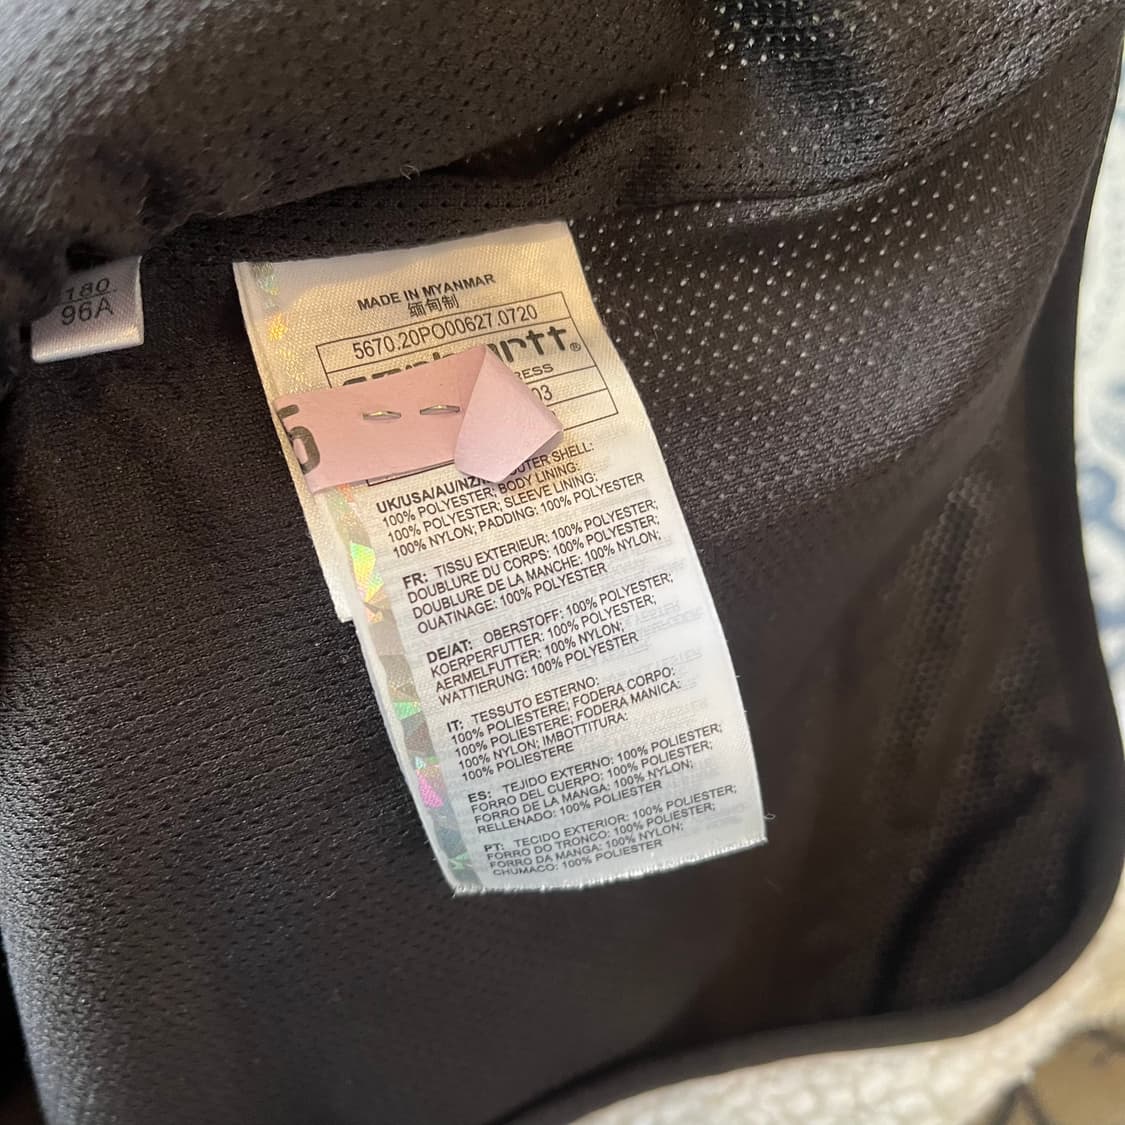 180
96A
MADE IN MYANMAR
缅甸制
5670.20PO00627.0720
5
UK/USA/AU/NZ OUTER SHELL:
100% POLYESTER; BODY LINING:
100% POLYESTER; SLEEVE LINING:
100% NYLON; PADDING: 100% POLYESTER
FR: TISSU EXTERIEUR: 100% POLYESTER;
DOUBLURE DU CORPS: 100% POLYESTER;
DOUBLURE DE LA MANCHE: 100% NYLON;
OUATINAGE: 100% POLYESTER
DE/AT: OBERSTOFF: 100% POLYESTER;
KOERPERFUTTER: 100% POLYESTER;
AERMELFUTTER: 100% NYLON;
WATTIERUNG: 100% POLYESTER
IT: TESSUTO ESTERNO:
100% POLIESTERE; FODERA CORPO:
100% POLIESTERE; FODERA MANICA:
100% NYLON; IMBOTTITURA:
100% POLIESTERE
ES: TEJIDO EXTERNO: 100% POLIESTER;
FORRO DEL CUERPO: 100% POLIESTER;
FORRO DE LA MANGA: 100% NYLON;
RELLENADO: 100% POLIESTER
PT: TECIDO EXTERIOR: 100% POLIESTER;
FORRO DO TRONCO: 100% POLIESTER;
FORRO DA MANGA: 100% NYLON;
CHUMACO: 100% POLIESTER